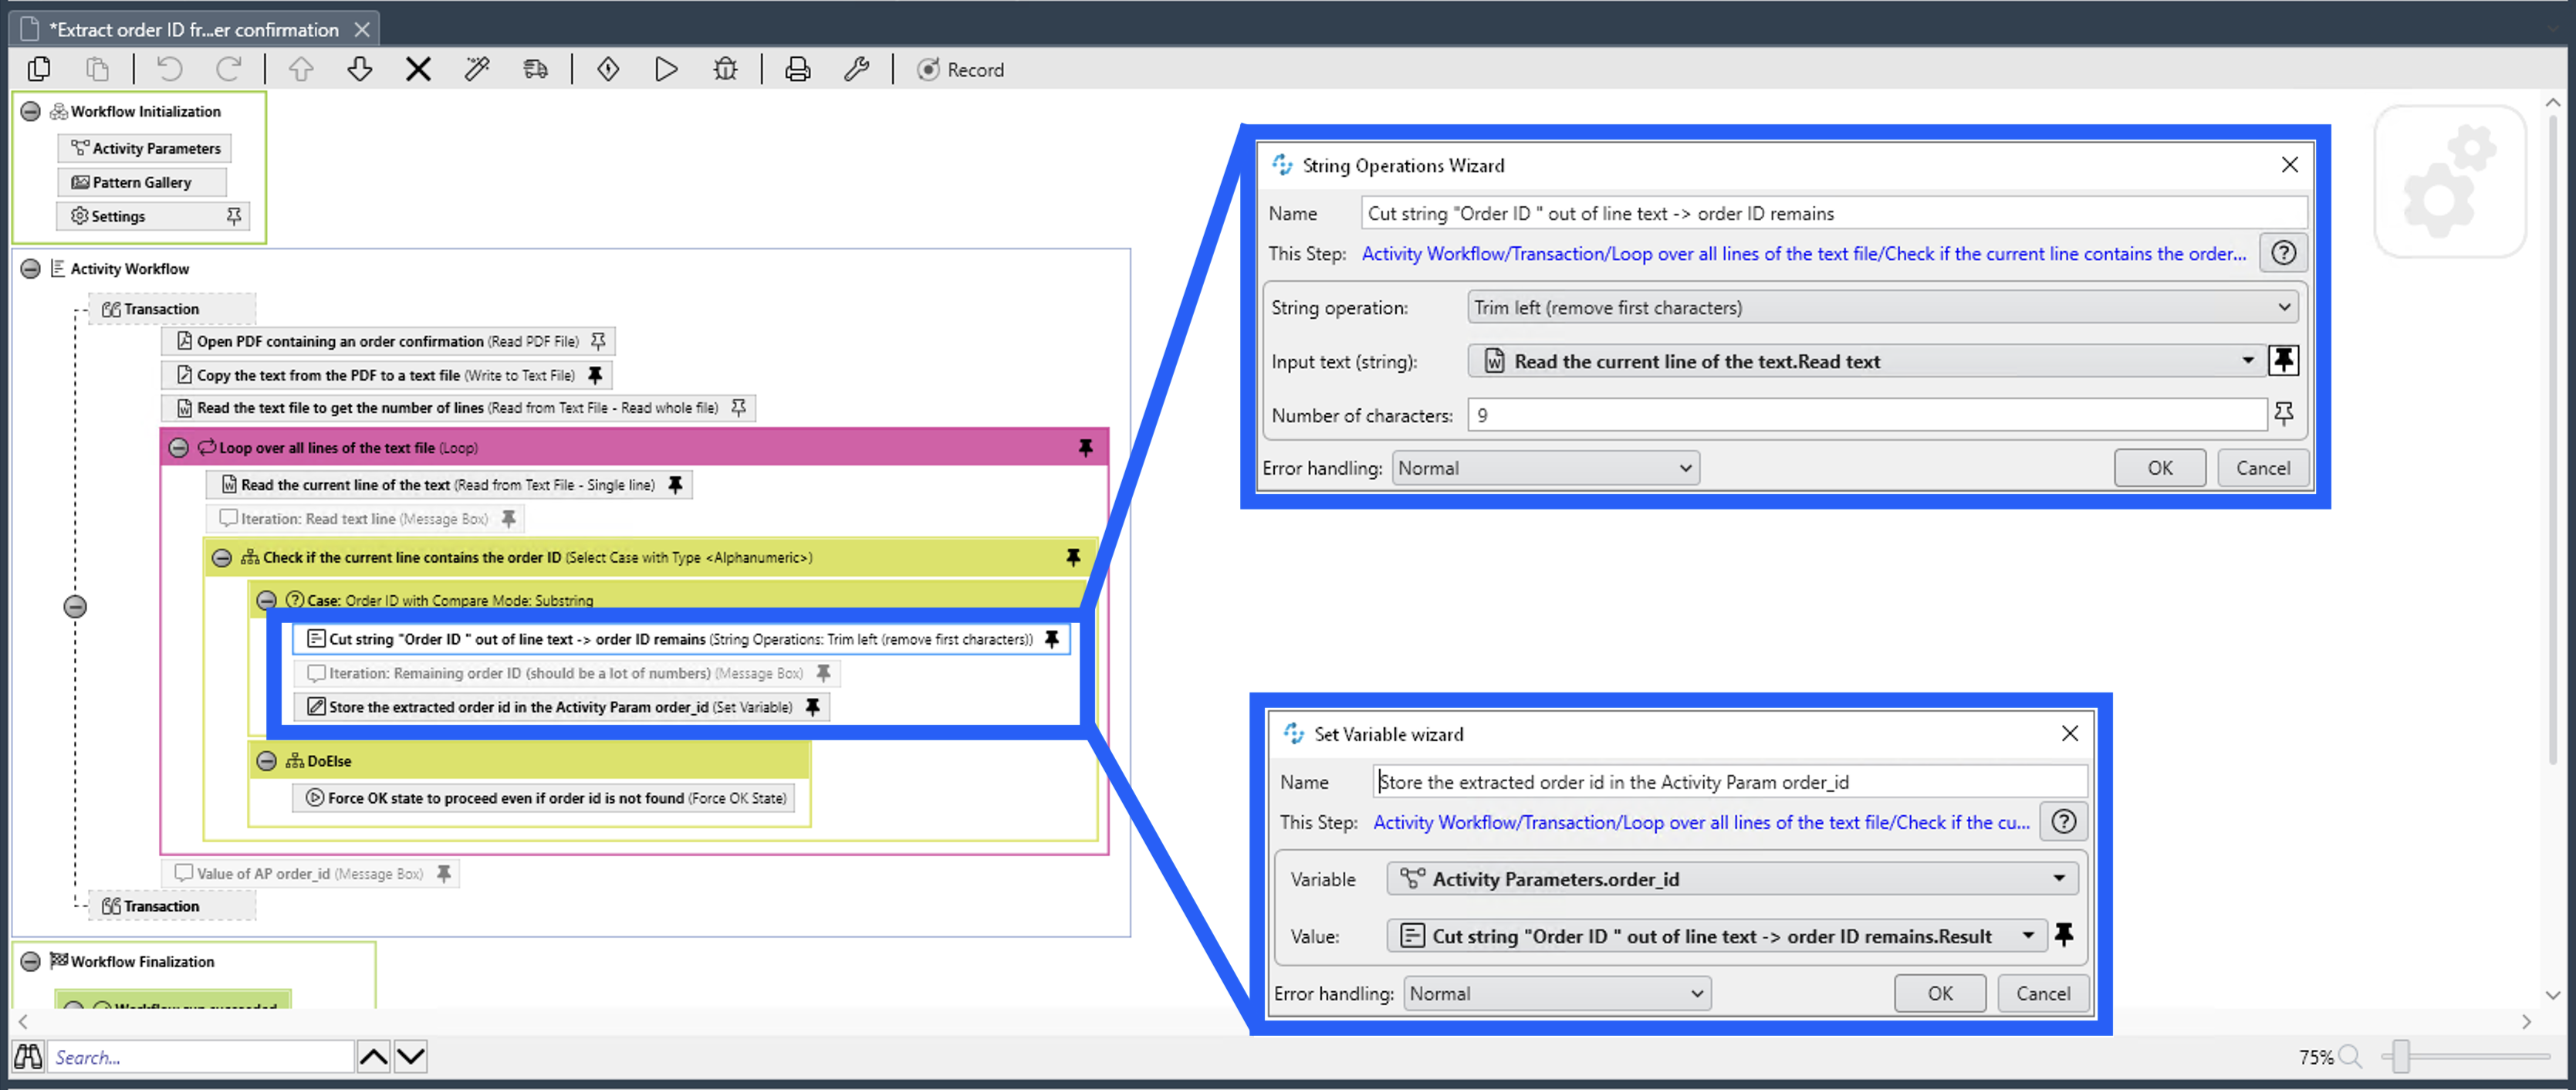 *Extract order ID fr...er confirmation
Record
Workflow Initialization
Activity Parameters
Pattern Gallery
Settings
Activity Workflow
Transaction
Open PDF containing an order confirmation (Read PDF File)
Copy the text from the PDF to a text file (Write to Text File)
Read the text file to get the number of lines (Read from Text File - Read whole file)
Loop over all lines of the text file (Loop)
Read the current line of the text (Read from Text File - Single line)
Iteration: Read text line (Message Box)
Check if the current line contains the order ID (Select Case with Type <Alphanumeric>)
Case: Order ID with Compare Mode: Substring
Cut string "Order ID " out of line text -> order ID remains (String Operations: Trim left (remove first characters))
Iteration: Remaining order ID (should be a lot of numbers) (Message Box)
Store the extracted order id in the Activity Param order_id (Set Variable)
DoElse
Force OK state to proceed even if order id is not found (Force OK State)
Value of AP order_id (Message Box)
Transaction
Workflow Finalization
Workflow run succeeded
Search...
75%
String Operations Wizard
Name Cut string "Order ID " out of line text -> order ID remains
This Step: Activity Workflow/Transaction/Loop over all lines of the text file/Check if the current line contains the order...
String operation: Trim left (remove first characters)
Input text (string): Read the current line of the text.Read text
Number of characters: 9
Error handling: Normal OK Cancel
Set Variable wizard
Name Store the extracted order id in the Activity Param order_id
This Step: Activity Workflow/Transaction/Loop over all lines of the text file/Check if the cu...
Variable Activity Parameters.order_id
Value: Cut string "Order ID " out of line text -> order ID remains.Result
Error handling: Normal OK Cancel